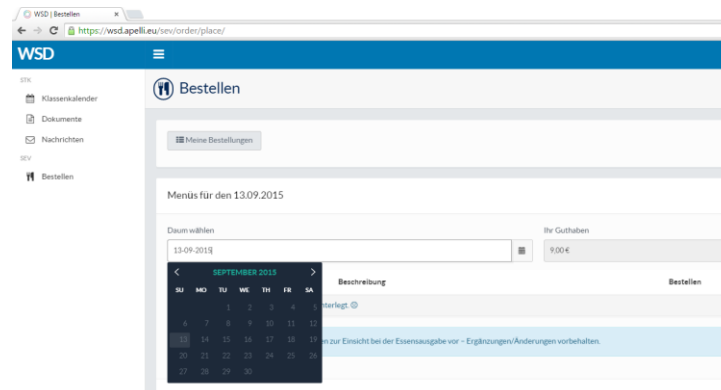 WSD | Bestellen
https://wsd.apelli.eu/sev/order/place/
WSD
STK
Klassenkalender
Dokumente
Nachrichten
SEV
Bestellen
Bestellen
Meine Bestellungen
Menüs für den 13.09.2015
Daum wählen
Ihr Guthaben
13-09-2015
9,00 €
SEPTEMBER 2015
SU MO TU WE TH FR SA
1 2 3 4 5
6 7 8 9 10 11 12
13 14 15 16 17 18 19
20 21 22 23 24 25 26
27 28 29 30
Beschreibung
Bestellen
nterlegt.
en zur Einsicht bei der Essensausgabe vor – Ergänzungen/Änderungen vorbehalten.